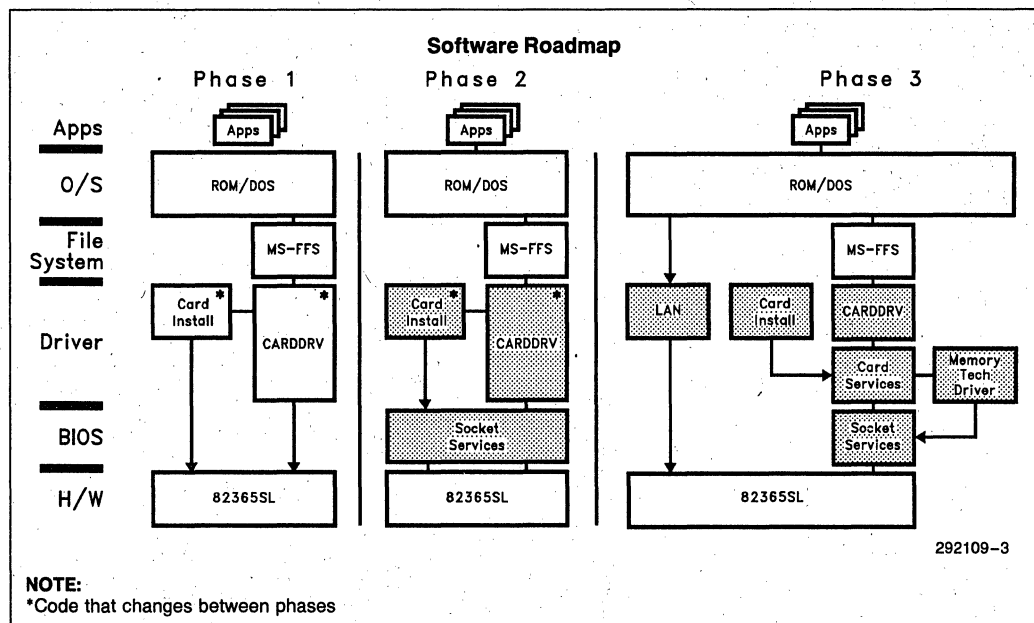 Software Roadmap
Phase 1
Phase 2
Phase 3
Apps
O/S
File
System
Driver
BIOS
H/W
Apps
ROM/DOS
MS-FFS
Card
Install
*
*
CARDDRV
82365SL
Apps
ROM/DOS
MS-FFS
Card
Install
*
*
CARDDRV
Socket
Services
82365SL
Apps
ROM/DOS
MS-FFS
LAN
Card
Install
CARDDRV
Card
Services
Memory
Tech
Driver
Socket
Services
82365SL
292109-3
NOTE:
*Code that changes between phases